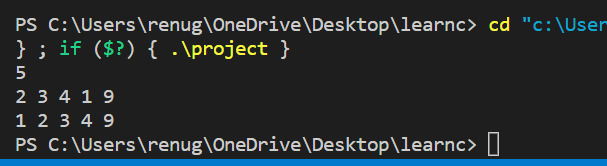 PS C:\Users\renug\OneDrive\Desktop\learnc> cd "c:\User
} ; if ($?) { .\project }
5
2 3 4 1 9
1 2 3 4 9
PS C:\Users\renug\OneDrive\Desktop\learnc>